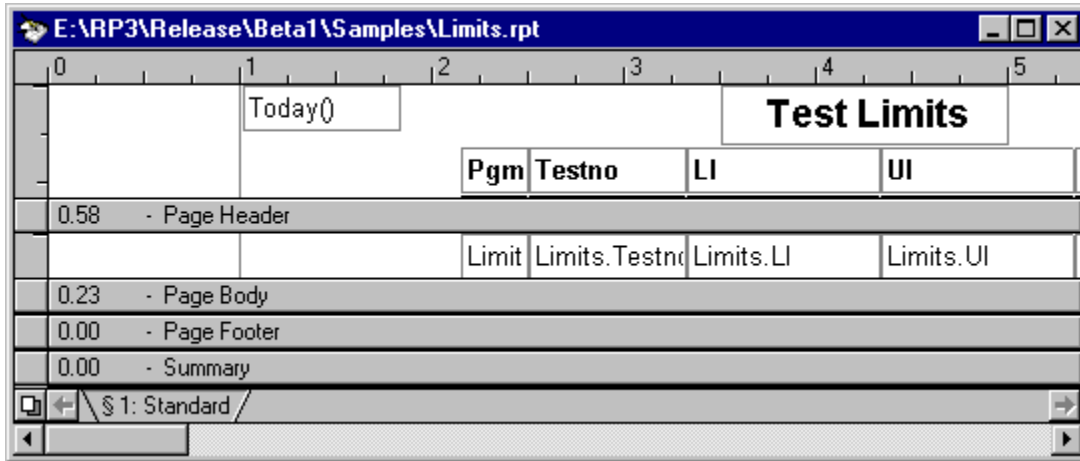 E:\RP3\Release\Beta1\Samples\Limits.rpt
0 1 2 3 4 5
Today() Test Limits
Pgm Testno Ll Ul
0.58 - Page Header
Limit Limits.Testno Limits.Ll Limits.Ul
0.23 - Page Body
0.00 - Page Footer
0.00 - Summary
§ 1: Standard